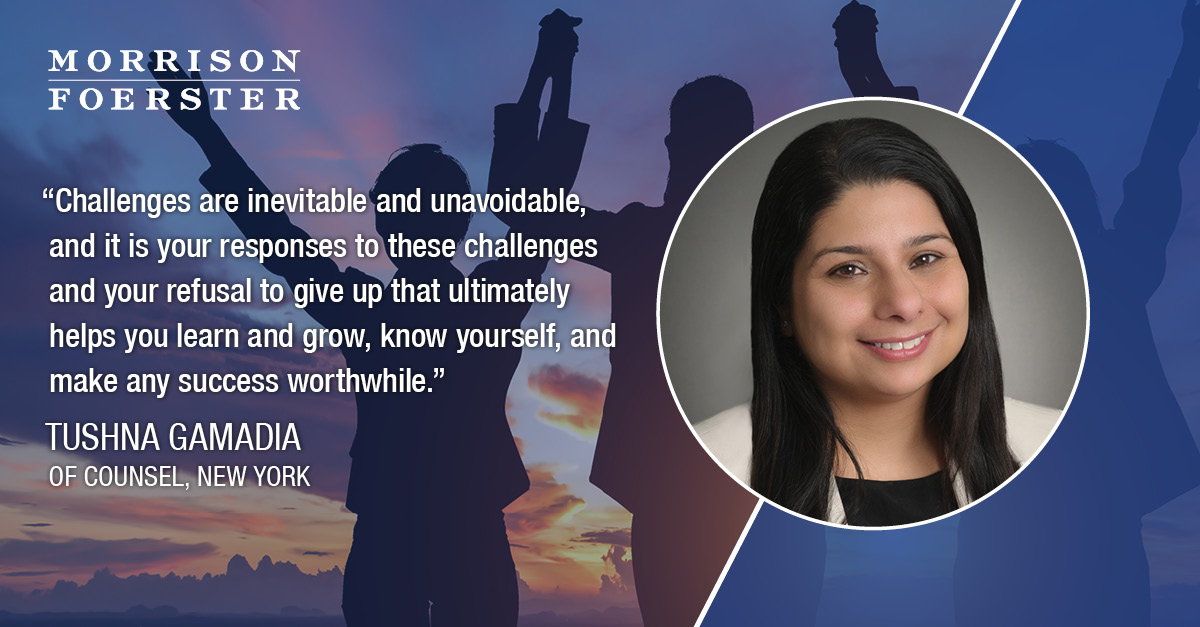 MORRISON
FOERSTER
“Challenges are inevitable and unavoidable,
and it is your responses to these challenges
and your refusal to give up that ultimately
helps you learn and grow, know yourself, and
make any success worthwhile.”
TUSHNA GAMADIA
OF COUNSEL, NEW YORK